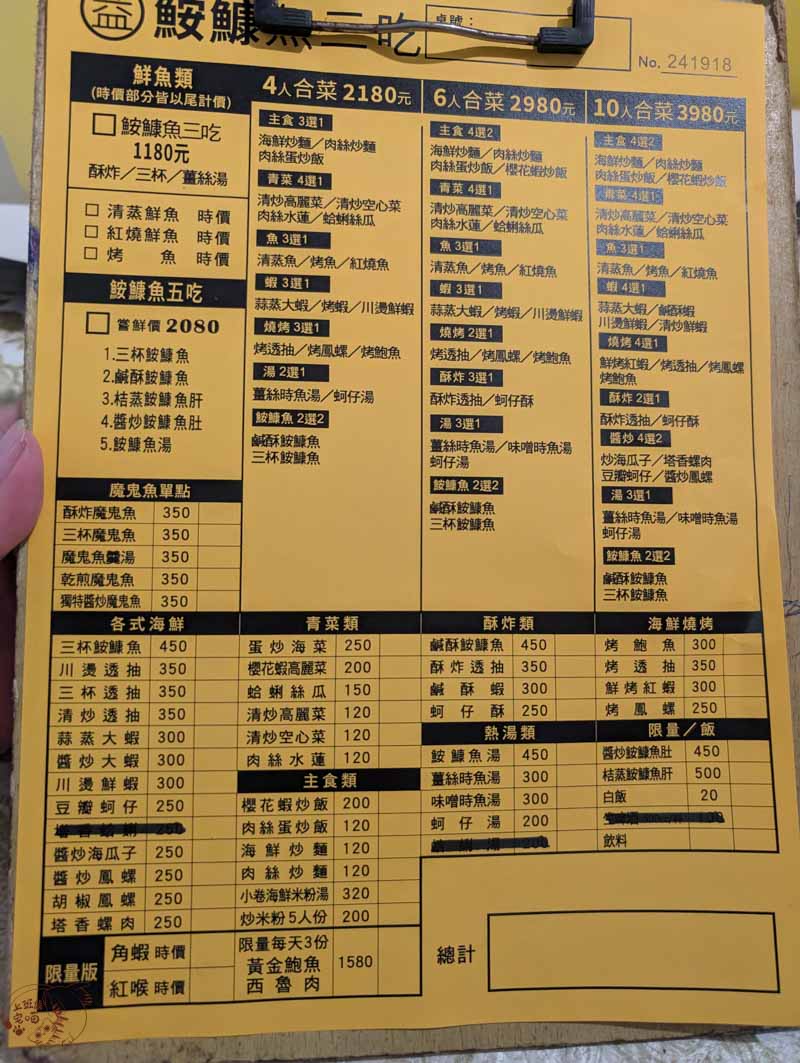 益 鮟鱇魚三吃
桌號：
No. 241918
鮮魚類
(時價部分皆以尾計價)
□ 鮟鱇魚三吃
1180元
酥炸／三杯／薑絲湯
□ 清蒸鮮魚 時價
□ 紅燒鮮魚 時價
□ 烤魚 時價
鮟鱇魚五吃
□ 嘗鮮價 2080
1.三杯鮟鱇魚
2.鹹酥鮟鱇魚
3.桔蒸鮟鱇魚肝
4.醬炒鮟鱇魚肚
5.鮟鱇魚湯
魔鬼魚單點
酥炸魔鬼魚 350
三杯魔鬼魚 350
魔鬼魚羹湯 350
乾煎魔鬼魚 350
獨特醬炒魔鬼魚 350
4人合菜 2180元
主食 3選1
海鮮炒麵／肉絲炒麵
肉絲蛋炒飯
青菜 4選1
清炒高麗菜／清炒空心菜
肉絲水蓮／蛤蜊絲瓜
魚 3選1
清蒸魚／烤魚／紅燒魚
蝦 3選1
蒜蒸大蝦／烤蝦／川燙鮮蝦
燒烤 3選1
烤透抽／烤鳳螺／烤鮑魚
湯 2選1
薑絲時魚湯／蚵仔湯
鮟鱇魚 2選2
鹹酥鮟鱇魚
三杯鮟鱇魚
6人合菜 2980元
主食 4選2
海鮮炒麵／肉絲炒麵
肉絲蛋炒飯／櫻花蝦炒飯
青菜 4選1
清炒高麗菜／清炒空心菜
肉絲水蓮／蛤蜊絲瓜
魚 3選1
清蒸魚／烤魚／紅燒魚
蝦 3選1
蒜蒸大蝦／烤蝦／川燙鮮蝦
燒烤 2選1
烤透抽／烤鳳螺／烤鮑魚
酥炸 3選1
酥炸透抽／蚵仔酥
湯 3選1
薑絲時魚湯／味噌時魚湯
蚵仔湯
鮟鱇魚 2選2
鹹酥鮟鱇魚
三杯鮟鱇魚
10人合菜 3980元
主食 4選2
海鮮炒麵／肉絲炒麵
肉絲蛋炒飯／櫻花蝦炒飯
青菜 4選1
清炒高麗菜／清炒空心菜
肉絲水蓮／蛤蜊絲瓜
魚 3選1
清蒸魚／烤魚／紅燒魚
蝦 4選1
蒜蒸大蝦／鹹酥蝦
川燙鮮蝦／清炒鮮蝦
燒烤 4選1
鮮烤紅蝦／烤透抽／烤鳳螺
烤鮑魚
酥炸 2選1
酥炸透抽／蚵仔酥
醬炒 4選2
炒海瓜子／塔香螺肉
豆瓣蚵仔／醬炒鳳螺
湯 3選1
薑絲時魚湯／味噌時魚湯
蚵仔湯
鮟鱇魚 2選2
鹹酥鮟鱇魚
三杯鮟鱇魚
各式海鮮
三杯鮟鱇魚 450
川燙透抽 350
三杯透抽 350
清炒透抽 350
蒜蒸大蝦 300
醬炒大蝦 300
川燙鮮蝦 300
豆瓣蚵仔 250
塔香蛤蜊 250
醬炒海瓜子 250
醬炒鳳螺 250
胡椒鳳螺 250
塔香螺肉 250
青菜類
蛋炒海菜 250
櫻花蝦高麗菜 200
蛤蜊絲瓜 150
清炒高麗菜 120
清炒空心菜 120
肉絲水蓮 120
主食類
櫻花蝦炒飯 200
肉絲蛋炒飯 120
海鮮炒麵 120
肉絲炒麵 120
小卷海鮮米粉湯 320
炒米粉5人份 200
酥炸類
鹹酥鮟鱇魚 450
酥炸透抽 350
鹹酥蝦 300
蚵仔酥 250
熱湯類
鮟鱇魚湯 450
薑絲時魚湯 300
味噌時魚湯 300
蚵仔湯 200
海鮮燒烤
烤鮑魚 300
烤透抽 350
鮮烤紅蝦 300
烤鳳螺 250
限量／飯
醬炒鮟鱇魚肚 450
桔蒸鮟鱇魚肝 500
白飯 20
飲料
限量版
角蝦 時價
紅喉 時價
限量每天3份
黃金鮑魚
西魯肉
1580
總計